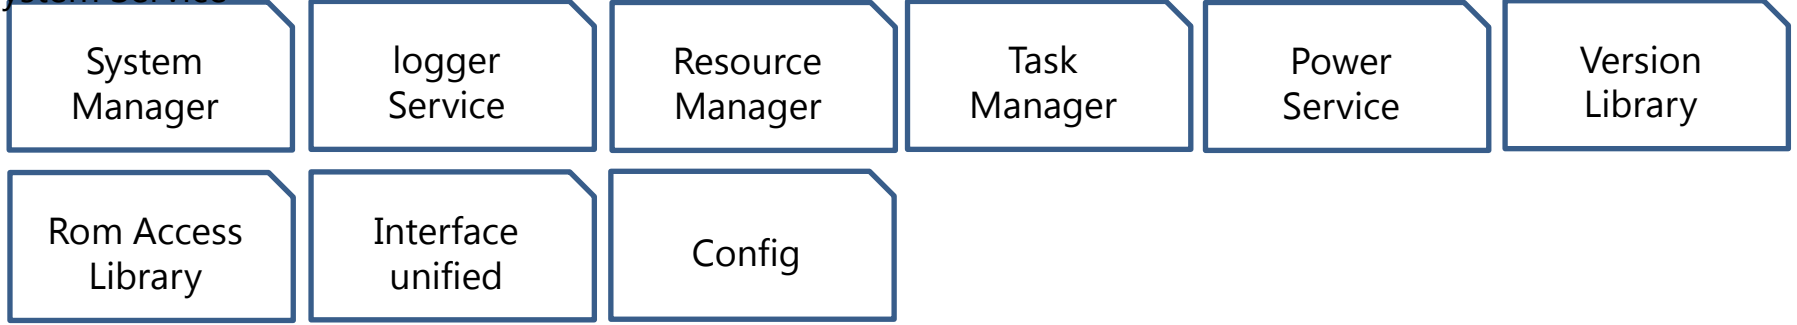 System
Manager
logger
Service
Resource
Manager
Task
Manager
Power
Service
Version
Library
Rom Access
Library
Interface
unified
Config